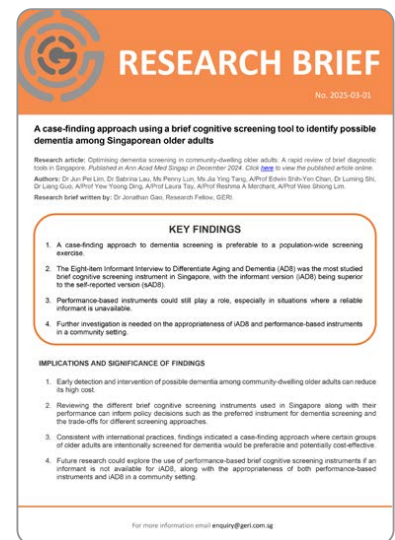 RESEARCH BRIEF
No. 2025-03-01
A case-finding approach using a brief cognitive screening tool to identify possible
dementia among Singaporean older adults
Research article: Optimising dementia screening in community-dwelling older adults: A rapid review of brief diagnostic
tools in Singapore. Published in Ann Acad Med Singap in December 2024. Click here to view the published article online.
Authors: Dr Jun Pei Lim, Dr Sabrina Lau, Ms Penny Lun, Ms Jia Ying Tang, A/Prof Edwin Shih-Yen Chan, Dr Luming Shi,
Dr Liang Guo, A/Prof Yew Yoong Ding, A/Prof Laura Tay, A/Prof Reshma A Merchant, A/Prof Wee Shiong Lim.
Research brief written by: Dr Jonathan Gao, Research Fellow, GERI.
KEY FINDINGS
1. A case-finding approach to dementia screening is preferable to a population-wide screening
exercise.
2. The Eight-item Informant Interview to Differentiate Aging and Dementia (AD8) was the most studied
brief cognitive screening instrument in Singapore, with the informant version (iAD8) being superior
to the self-reported version (sAD8).
3. Performance-based instruments could still play a role, especially in situations where a reliable
informant is unavailable.
4. Further investigation is needed on the appropriateness of iAD8 and performance-based instruments
in a community setting.
IMPLICATIONS AND SIGNIFICANCE OF FINDINGS
1. Early detection and intervention of possible dementia among community-dwelling older adults can reduce
its high cost.
2. Reviewing the different brief cognitive screening instruments used in Singapore along with their
performance can inform policy decisions such as the preferred instrument for dementia screening and
the trade-offs for different screening approaches.
3. Consistent with international practices, findings indicated a case-finding approach where certain groups
of older adults are intentionally screened for dementia would be preferable and potentially cost-effective.
4. Future research could explore the use of performance-based brief cognitive screening instruments if an
informant is not available for iAD8, along with the appropriateness of both performance-based
instruments and iAD8 in a community setting.
For more information email enquiry@geri.com.sg